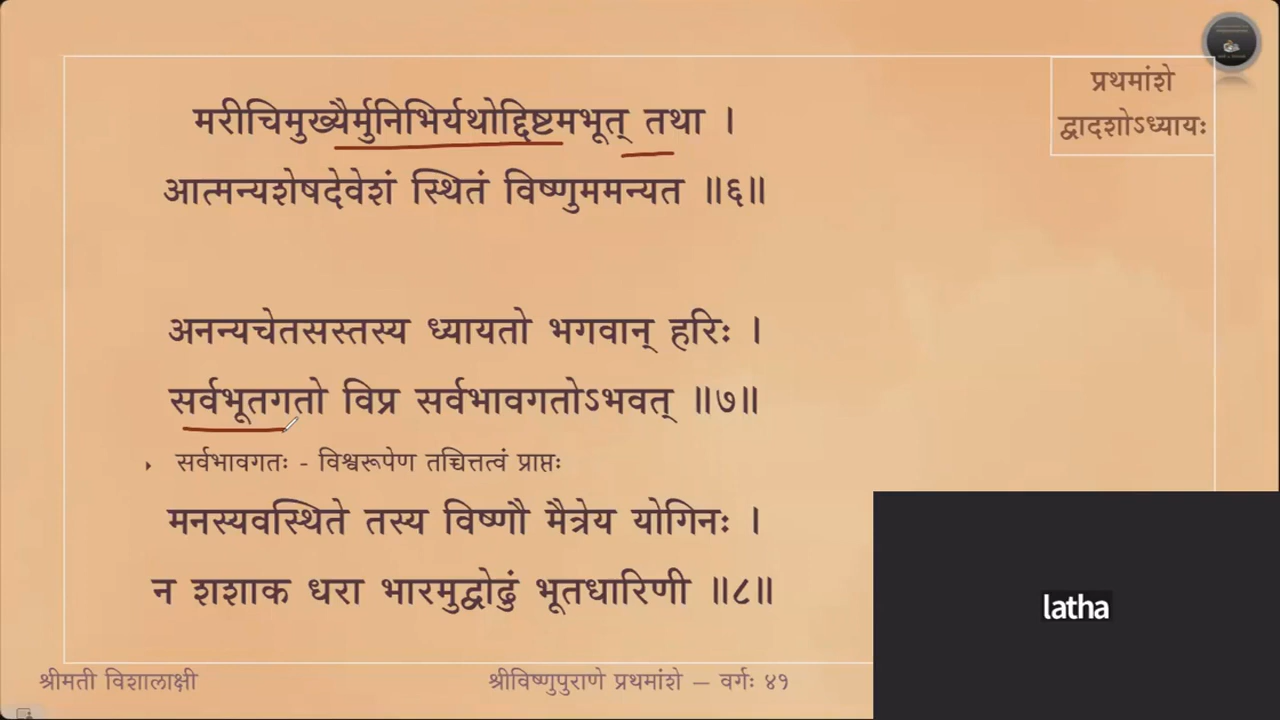 प्रथमांशे
द्वादशोऽध्यायः
मरीचिमुख्यैर्मुनिभिर्यथोद्दिष्टमभूत् तथा ।
आत्मन्यशेषदेवेशं स्थितं विष्णुममन्यत ॥६॥
अनन्यचेतसस्तस्य ध्यायतो भगवान् हरिः ।
सर्वभूतगतो विप्र सर्वभावगतोऽभवत् ॥७॥
सर्वभावगतः - विश्वरूपेण तच्चित्तत्वं प्राप्तः
मनस्यवस्थिते तस्य विष्णौ मैत्रेय योगिनः ।
न शशाक धरा भारमुद्वोढुं भूतधारिणी ॥८॥
latha
श्रीमती विशालाक्षी
श्रीविष्णुपुराणे प्रथमांशे – वर्गः ४१